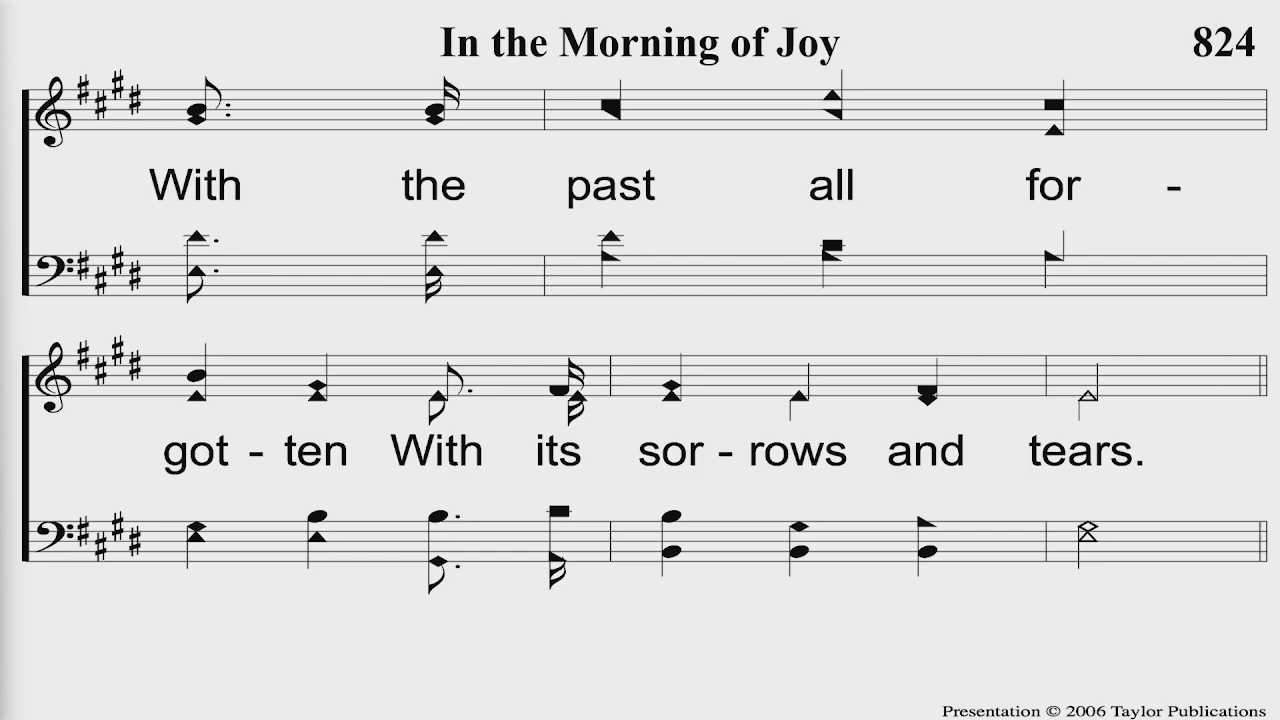 In the Morning of Joy 824
With the past all for -
got - ten With its sor - rows and tears.
Presentation © 2006 Taylor Publications